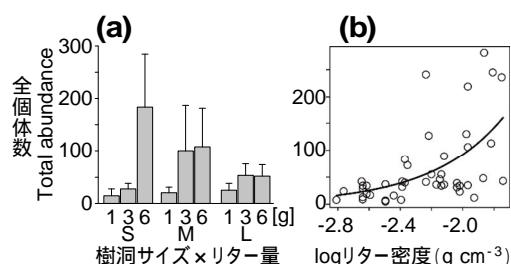 (a)
(b)
全個体数
Total abundance
300
200
100
0
1 3 6 1 3 6 1 3 6 [g]
S M L
樹洞サイズ×リター量
300
200
100
0
-2.8 -2.4 -2.0
logリター密度(g cm⁻³)